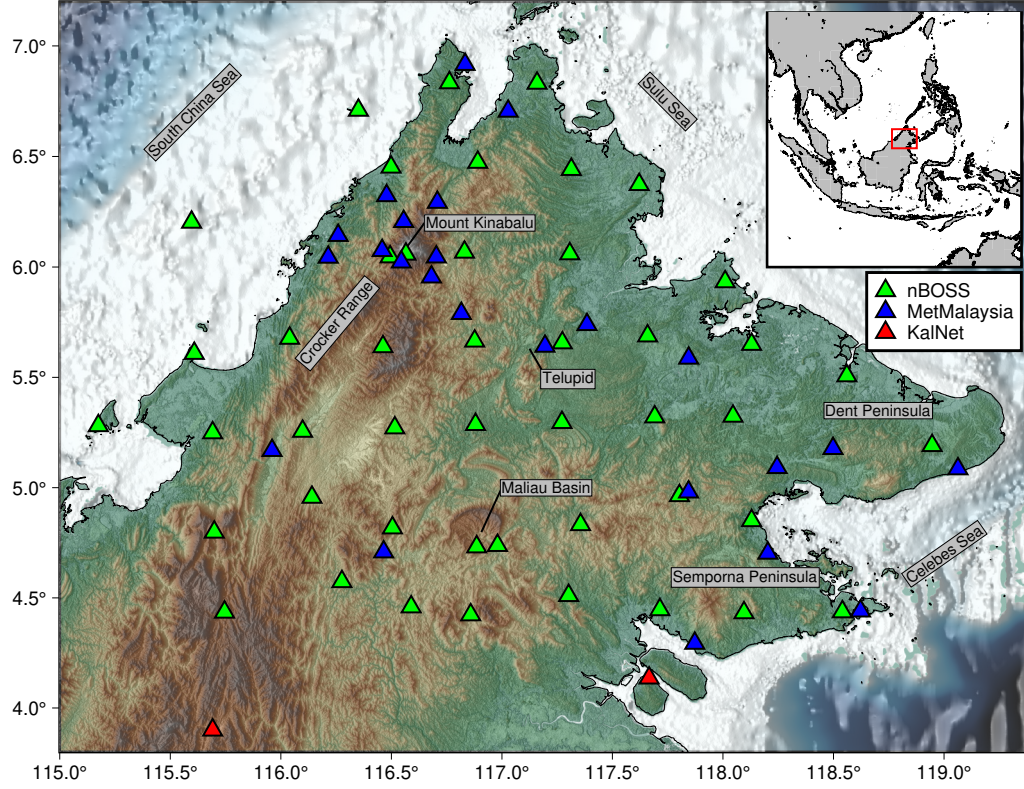 7.0°
6.5°
6.0°
5.5°
5.0°
4.5°
4.0°
South China Sea
Sulu Sea
Mount Kinabalu
Crocker Range
nBOSS
MetMalaysia
KalNet
Telupid
Dent Peninsula
Maliau Basin
Celebes Sea
Semporna Peninsula
115.0° 115.5° 116.0° 116.5° 117.0° 117.5° 118.0° 118.5° 119.0°